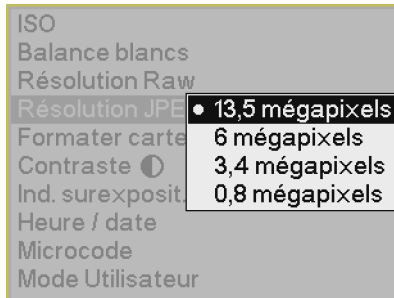 ISO
Balance blancs
Résolution Raw
Résolution JPE
● 13,5 mégapixels
Formater carte
6 mégapixels
Contraste
3,4 mégapixels
Ind. surexposit.
0,8 mégapixels
Heure / date
Microcode
Mode Utilisateur